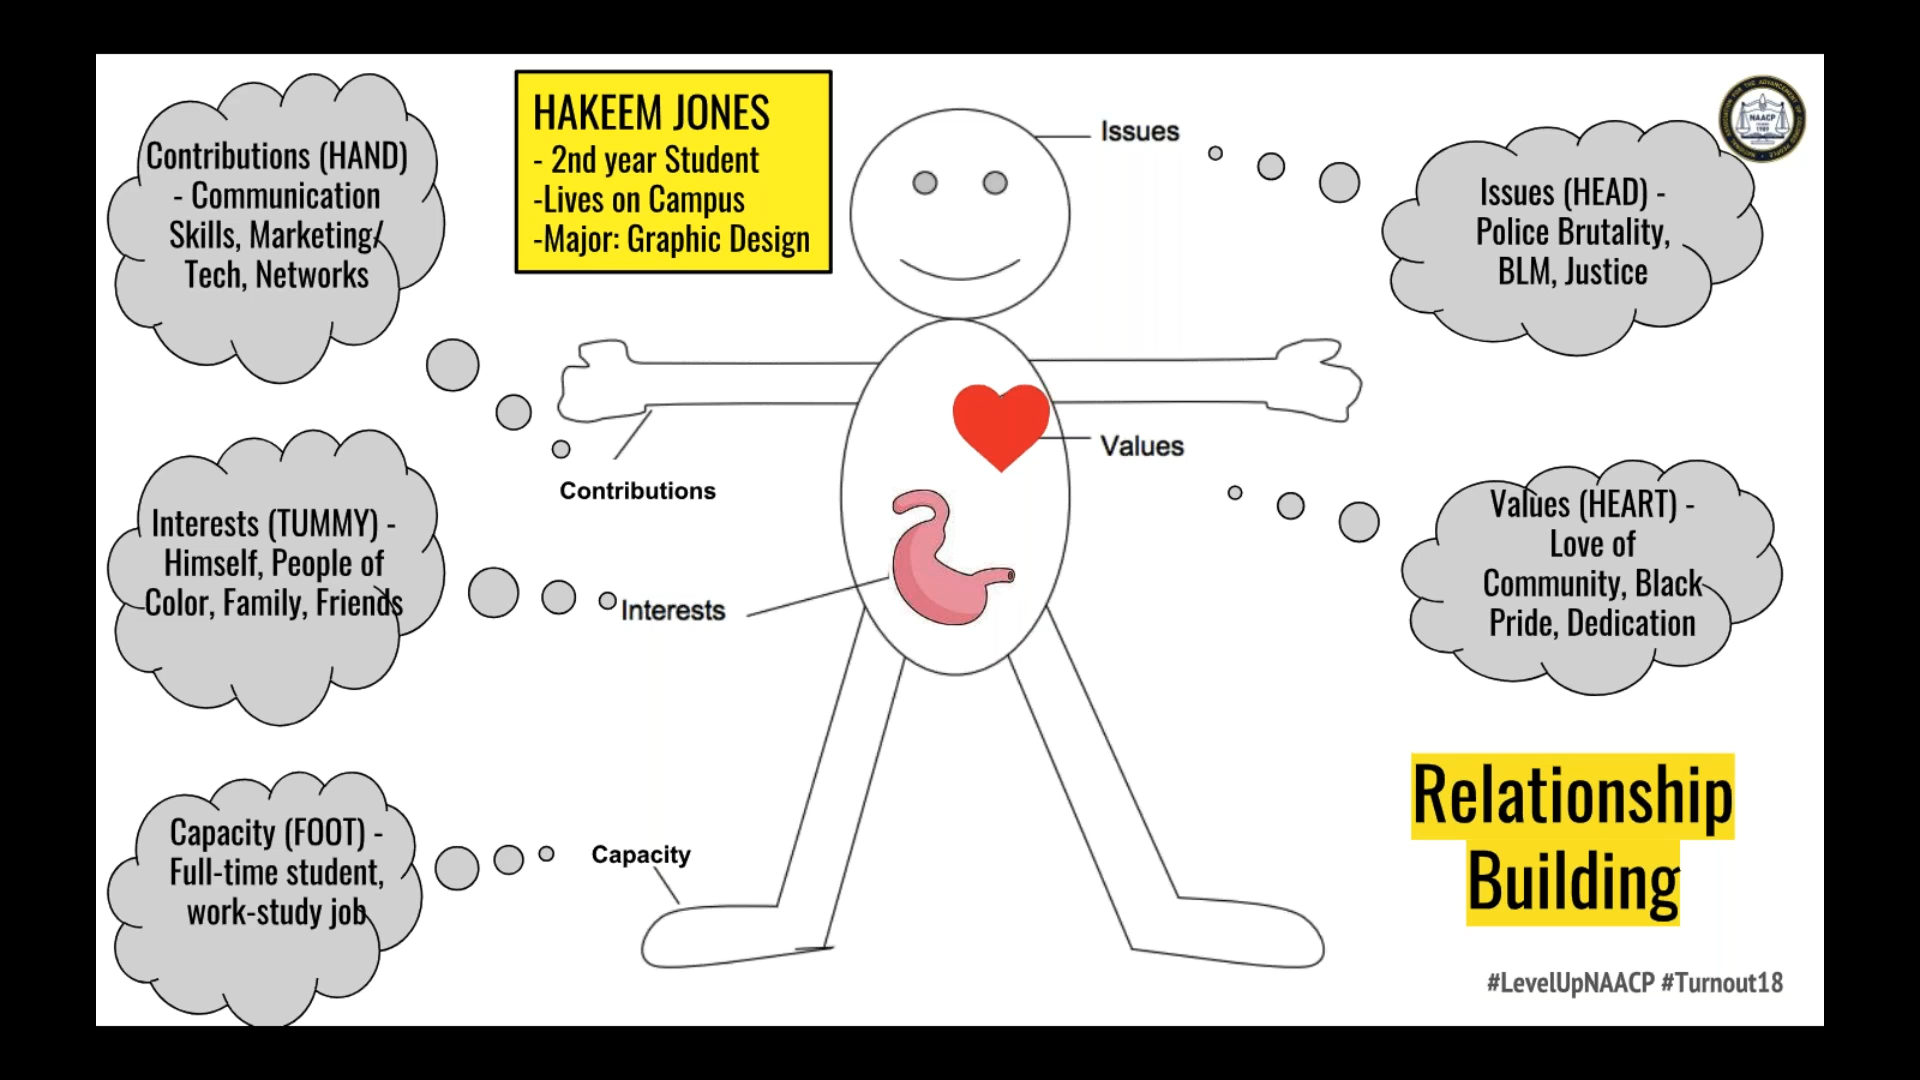 Contributions (HAND)
- Communication
Skills, Marketing/
Tech, Networks
HAKEEM JONES
- 2nd year Student
-Lives on Campus
-Major: Graphic Design
Issues
NAACP
Issues (HEAD) -
Police Brutality,
BLM, Justice
Contributions
Values
Interests (TUMMY) -
Himself, People of
Color, Family, Friends
Interests
Values (HEART) -
Love of
Community, Black
Pride, Dedication
Capacity (FOOT) -
Full-time student,
work-study job
Capacity
Relationship
Building
#LevelUpNAACP #Turnout18